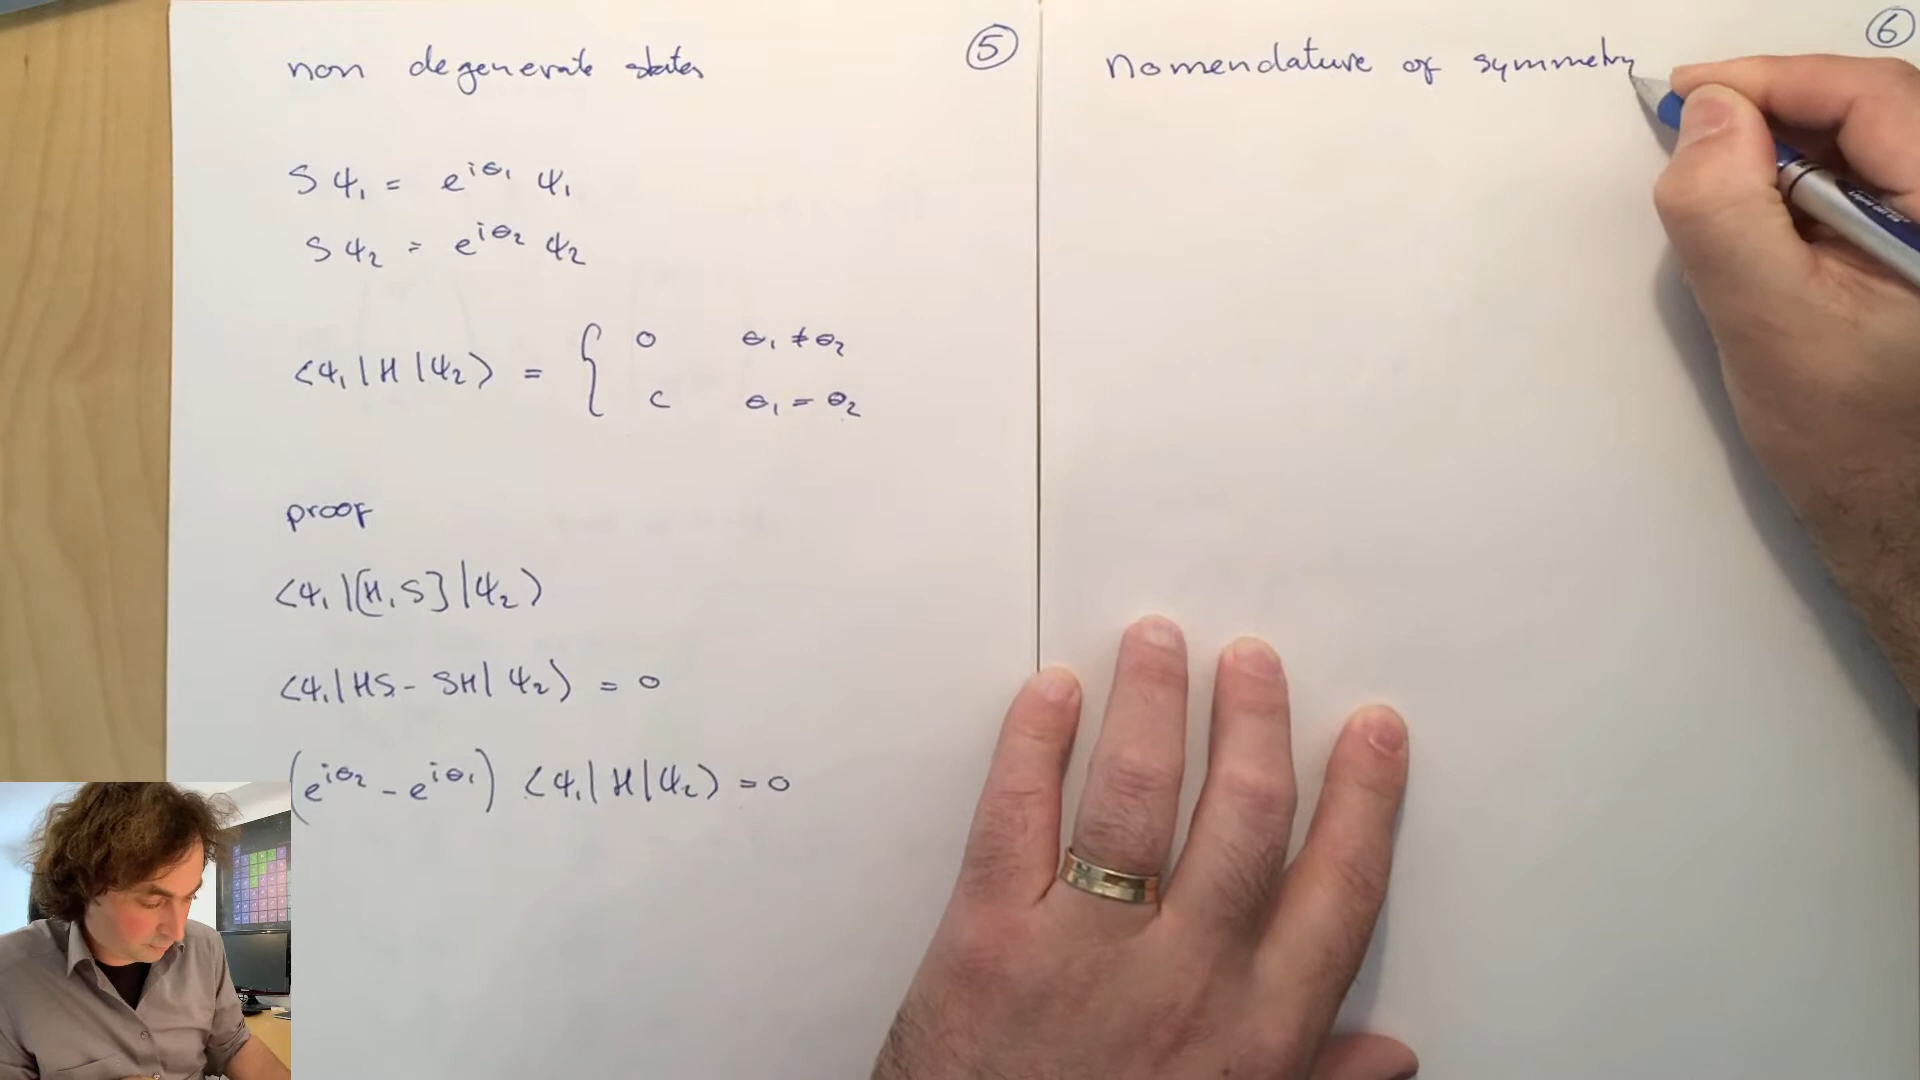 non degenerate states
5
S ψ₁ = e^{iθ₁} ψ₁
S ψ₂ = e^{iθ₂} ψ₂
<ψ₁|H|ψ₂> = { 0 θ₁ ≠ θ₂
c θ₁ = θ₂
proof
<ψ₁|[H,S]|ψ₂>
<ψ₁|HS - SH|ψ₂> = 0
(e^{iθ₂} - e^{iθ₁}) <ψ₁|H|ψ₂> = 0
6
Nomenclature of symmetry